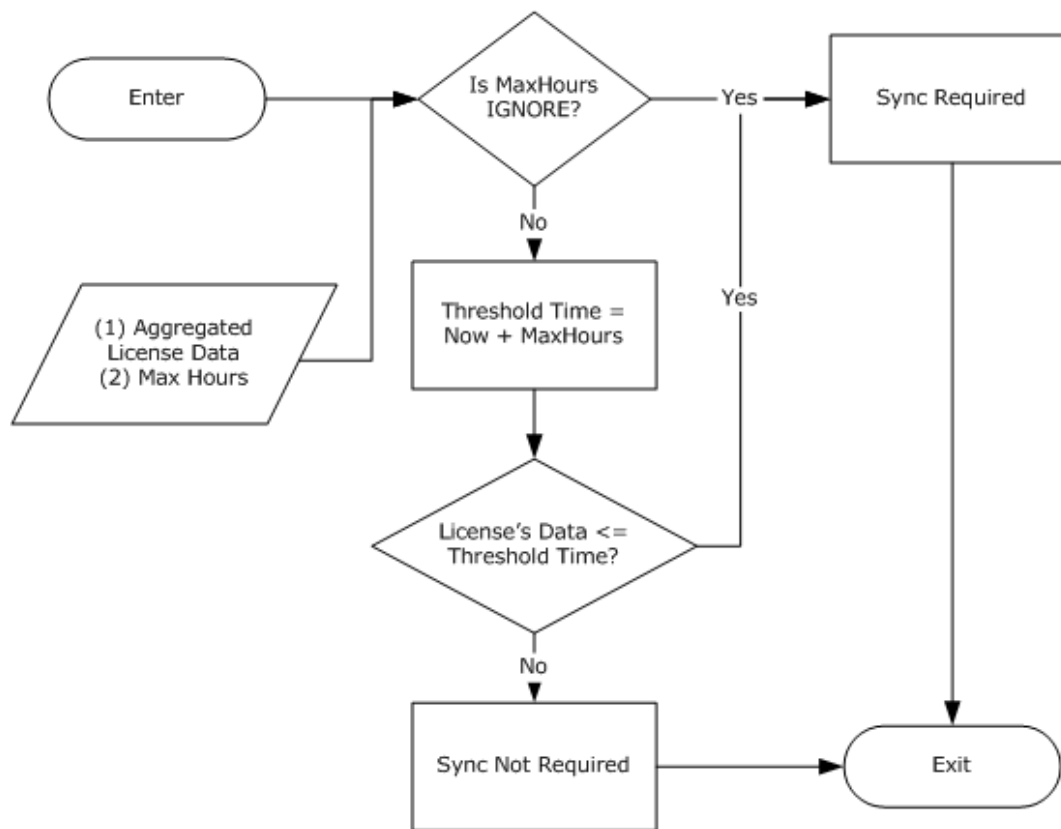 Enter
Is MaxHours
IGNORE?
Yes
Sync Required
No
(1) Aggregated
License Data
(2) Max Hours
Threshold Time =
Now + MaxHours
Yes
License's Data <=
Threshold Time?
No
Sync Not Required
Exit